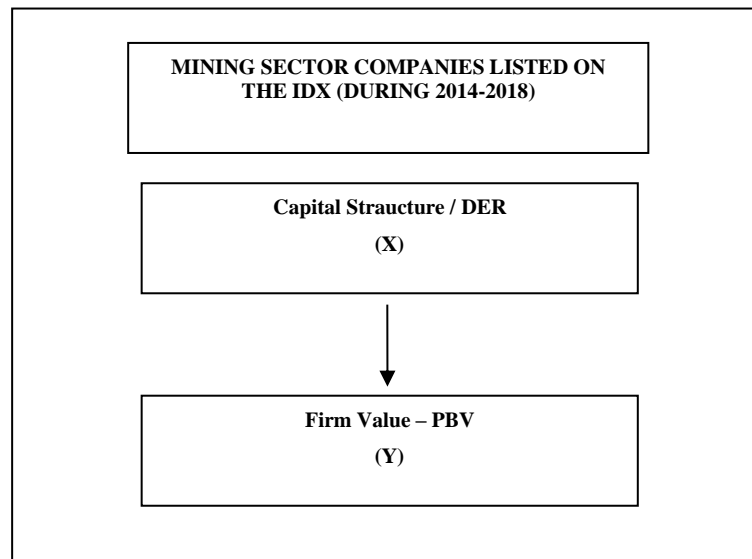 MINING SECTOR COMPANIES LISTED ON
THE IDX (DURING 2014-2018)
Capital Straucture / DER
(X)
Firm Value – PBV
(Y)